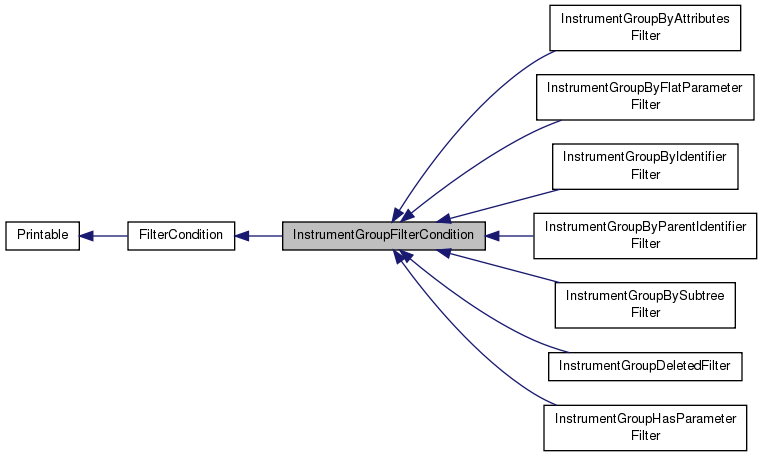 InstrumentGroupByAttributes
Filter
InstrumentGroupByFlatParameter
Filter
InstrumentGroupByIdentifier
Filter
Printable
FilterCondition
InstrumentGroupFilterCondition
InstrumentGroupByParentIdentifier
Filter
InstrumentGroupBySubtree
Filter
InstrumentGroupDeletedFilter
InstrumentGroupHasParameter
Filter